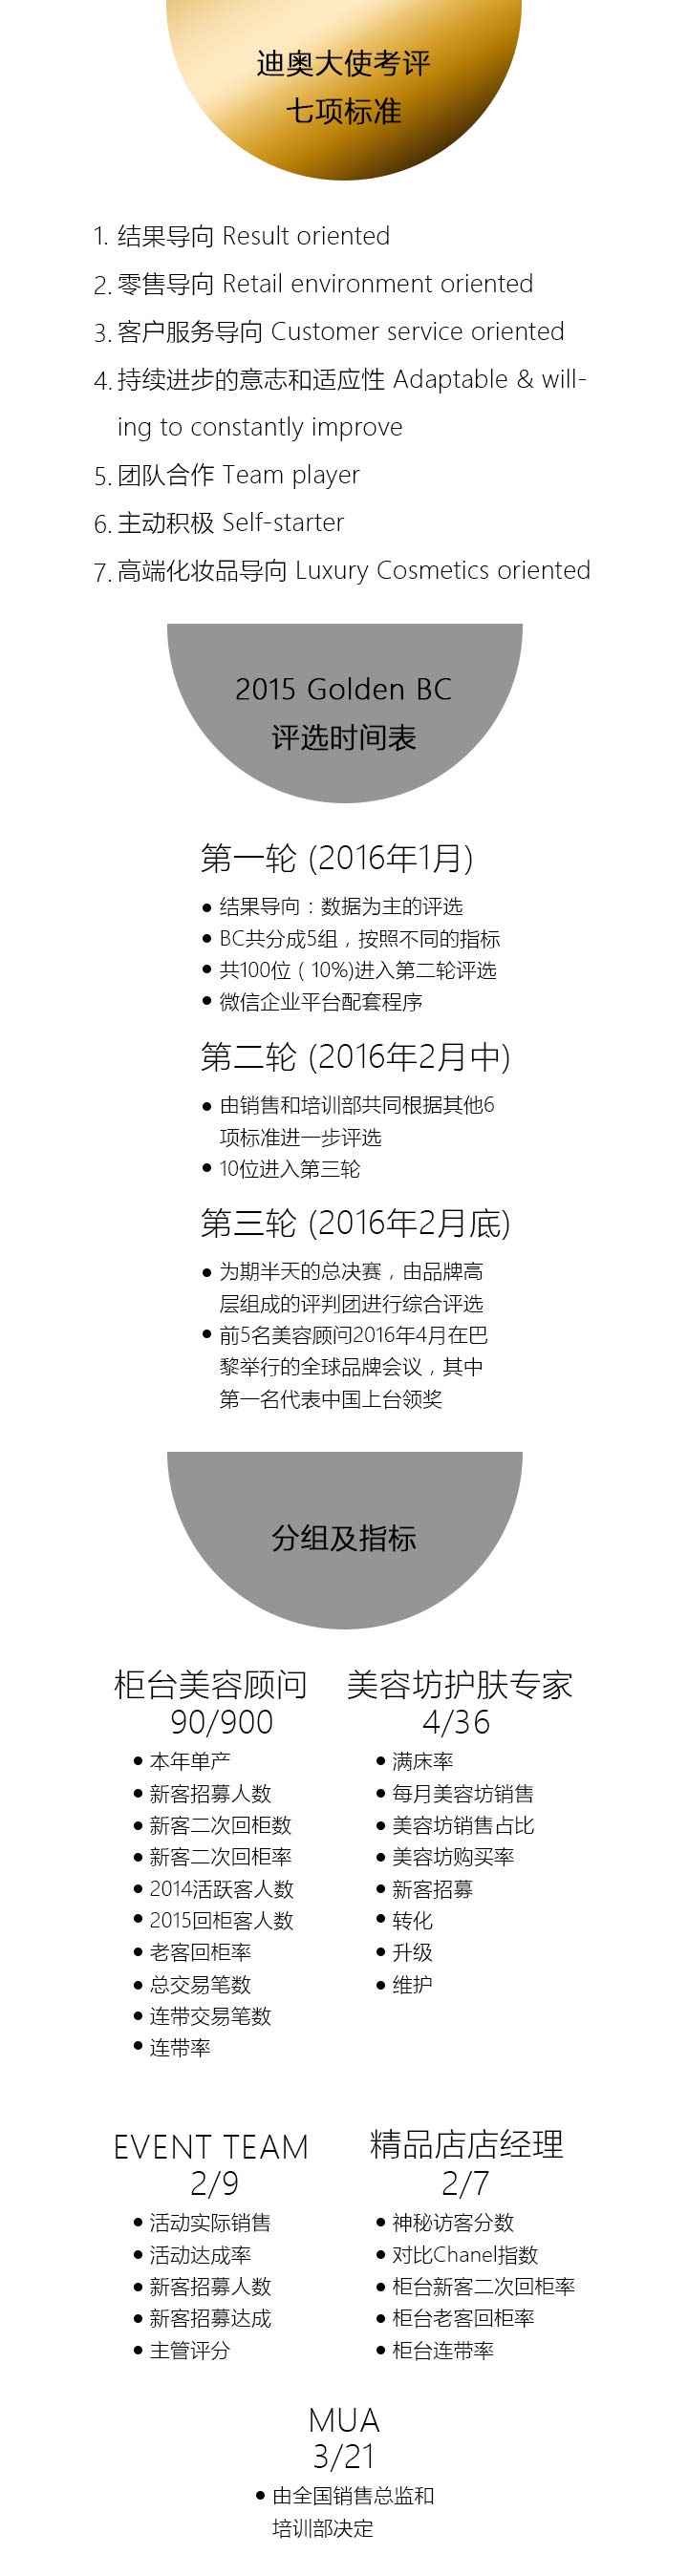 迪奥大使考评
七项标准
1. 结果导向 Result oriented
2. 零售导向 Retail environment oriented
3. 客户服务导向 Customer service oriented
4. 持续进步的意志和适应性 Adaptable & will-
ing to constantly improve
5. 团队合作 Team player
6. 主动积极 Self-starter
7. 高端化妆品导向 Luxury Cosmetics oriented
2015 Golden BC
评选时间表
第一轮 (2016年1月)
• 结果导向：数据为主的评选
• BC共分成5组，按照不同的指标
• 共100位（10%)进入第二轮评选
• 微信企业平台配套程序
第二轮 (2016年2月中)
• 由销售和培训部共同根据其他6
项标准进一步评选
• 10位进入第三轮
第三轮 (2016年2月底)
• 为期半天的总决赛，由品牌高
层组成的评判团进行综合评选
• 前5名美容顾问2016年4月在巴
黎举行的全球品牌会议，其中
第一名代表中国上台领奖
分组及指标
柜台美容顾问
90/900
• 本年单产
• 新客招募人数
• 新客二次回柜数
• 新客二次回柜率
• 2014活跃客人数
• 2015回柜客人数
• 老客回柜率
• 总交易笔数
• 连带交易笔数
• 连带率
美容坊护肤专家
4/36
• 满床率
• 每月美容坊销售
• 美容坊销售占比
• 美容坊购买率
• 新客招募
• 转化
• 升级
• 维护
EVENT TEAM
2/9
• 活动实际销售
• 活动达成率
• 新客招募人数
• 新客招募达成
• 主管评分
精品店店经理
2/7
• 神秘访客分数
• 对比Chanel指数
• 柜台新客二次回柜率
• 柜台老客回柜率
• 柜台连带率
MUA
3/21
• 由全国销售总监和
培训部决定